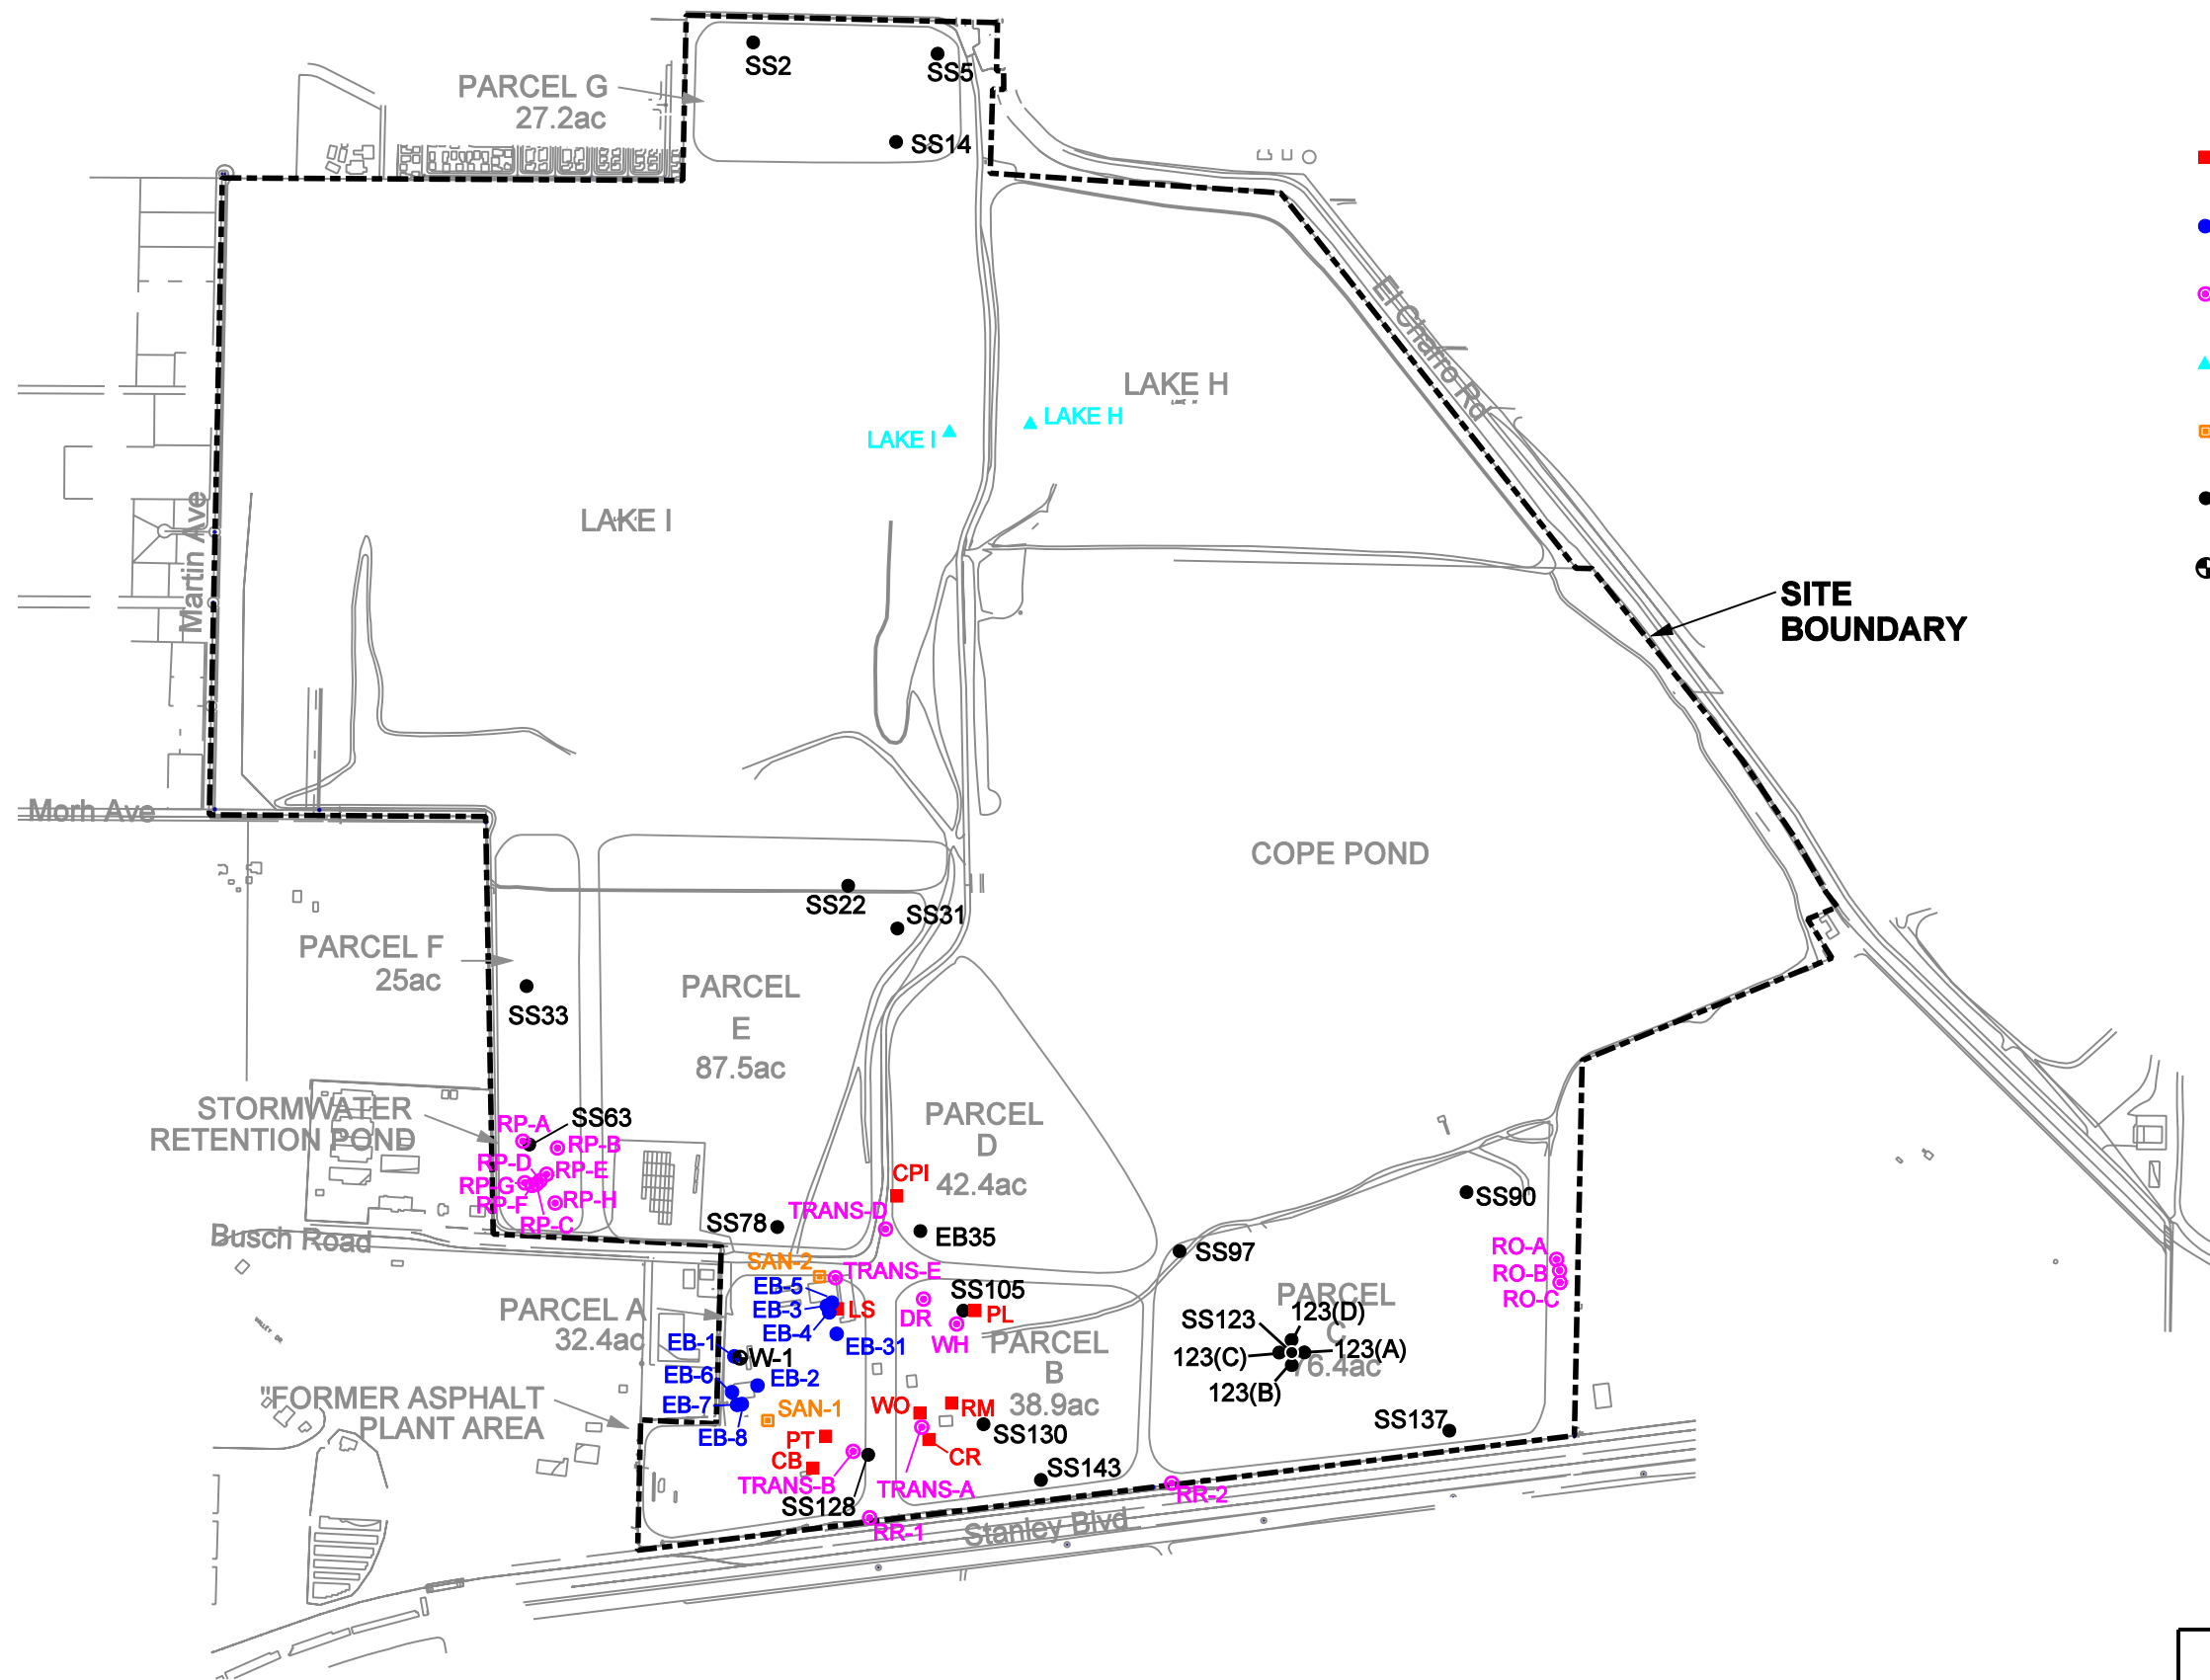 SS2
SS5
PARCEL G
27.2ac
SS14
El Charro Rd
LAKE H
LAKE H
LAKE I
LAKE I
Martin Ave
SITE
BOUNDARY
Morh Ave
COPE POND
SS22
SS31
PARCEL F
25ac
PARCEL
E
87.5ac
SS33
STORMWATER
RETENTION POND
SS63
RP-A
RP-B
RP-D
RP-E
RP-G
RP-F
RP-H
RP-C
PARCEL
D
42.4ac
CPI
TRANS-D
SS78
EB35
SS90
SS97
Busch Road
RO-A
RO-B
RO-C
SAN-2
TRANS-E
EB-5
EB-3
LS
EB-4
EB-31
DR
SS105
PL
WH
PARCEL A
32.4ac
PARCEL
B
38.9ac
PARCEL
C
76.4ac
SS123
123(D)
123(C)
123(A)
123(B)
EB-1
W-1
EB-6
EB-2
EB-7
EB-8
SAN-1
"FORMER ASPHALT
PLANT AREA
WO
RM
SS130
SS137
PT
CB
CR
TRANS-B
TRANS-A
SS128
SS143
RR-2
RR-1
Stanley Blvd